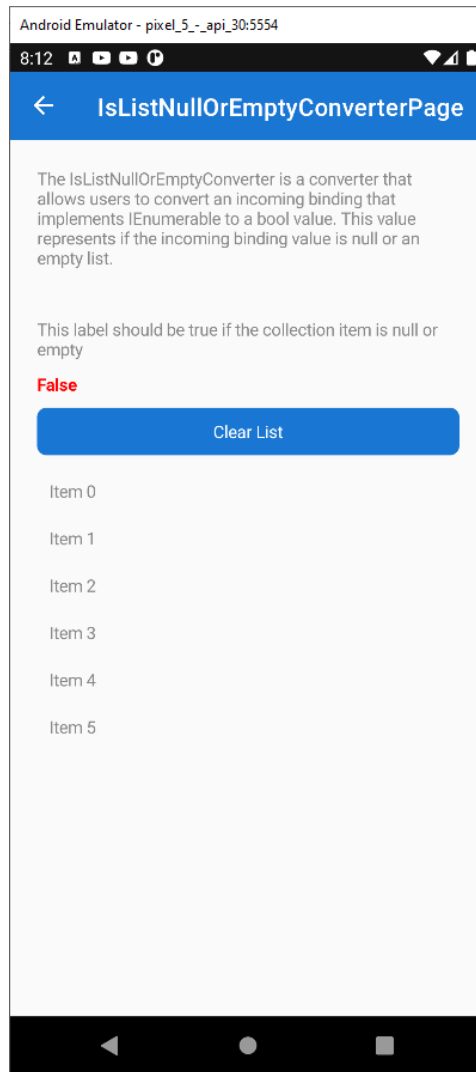 Android Emulator - pixel_5_-_api_30:5554
8:12
IsListNullOrEmptyConverterPage
The IsListNullOrEmptyConverter is a converter that
allows users to convert an incoming binding that
implements IEnumerable to a bool value. This value
represents if the incoming binding value is null or an
empty list.
This label should be true if the collection item is null or
empty
False
Clear List
Item 0
Item 1
Item 2
Item 3
Item 4
Item 5